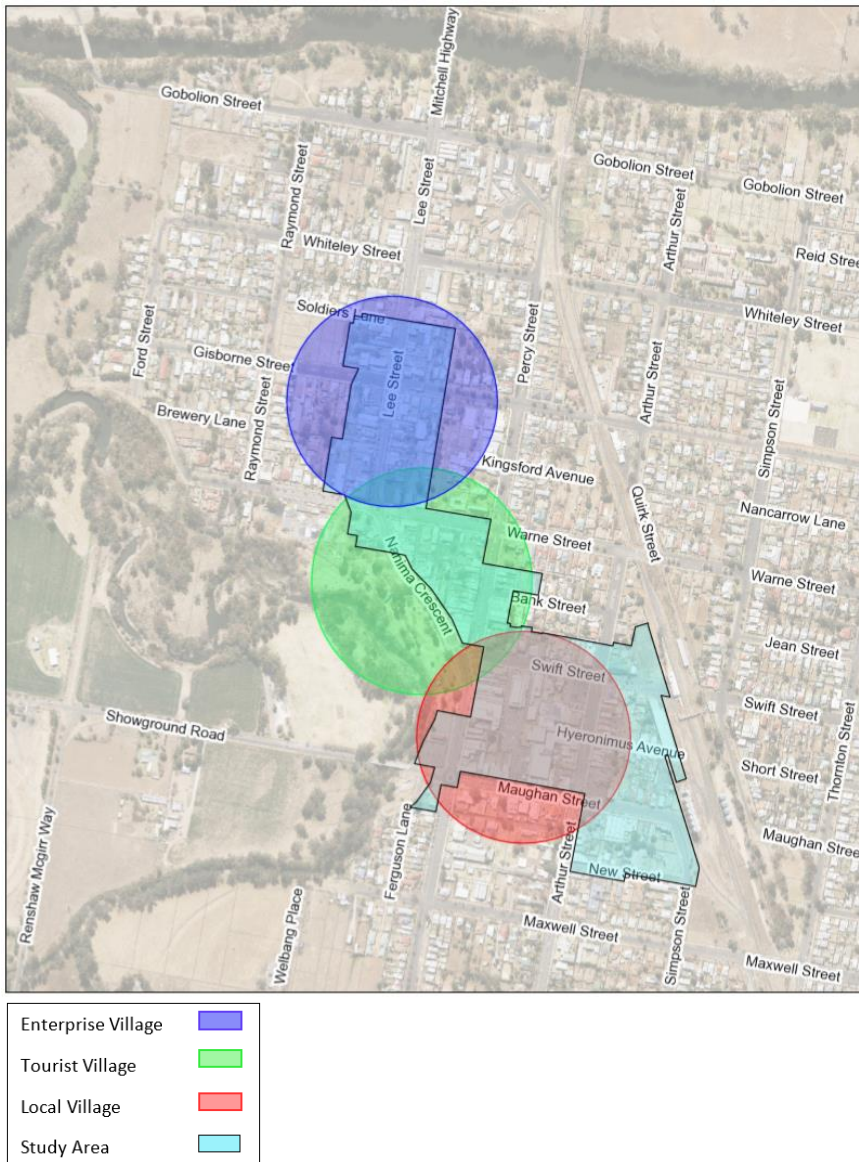 Mitchell Highway
Gobolion Street
Gobolion Street
Gobolion Street
Raymond Street
Lee Street
Arthur Street
Whiteley Street
Reid Stree
Soldiers Lane
Whiteley Street
Ford Street
Percy Street
Gisborne Street
Lee Street
Arthur Street
Simpson Street
Brewery Lane
Raymond Street
Kingsford Avenue
Quirk Street
Nancarrow Lane
Warne Street
Nanima Crescent
Warne Street
Bank Street
Jean Street
Swift Street
Swift Street
Showground Road
Hyeronimus Avenue
Thornton Street
Short Street
Maughan Street
Maughan Stree
Renshaw Mcgirr Way
Ferguson Lane
Arthur Street
New Street
Welbang Place
Maxwell Street
Simpson Street
Maxwell Street
Enterprise Village
Tourist Village
Local Village
Study Area